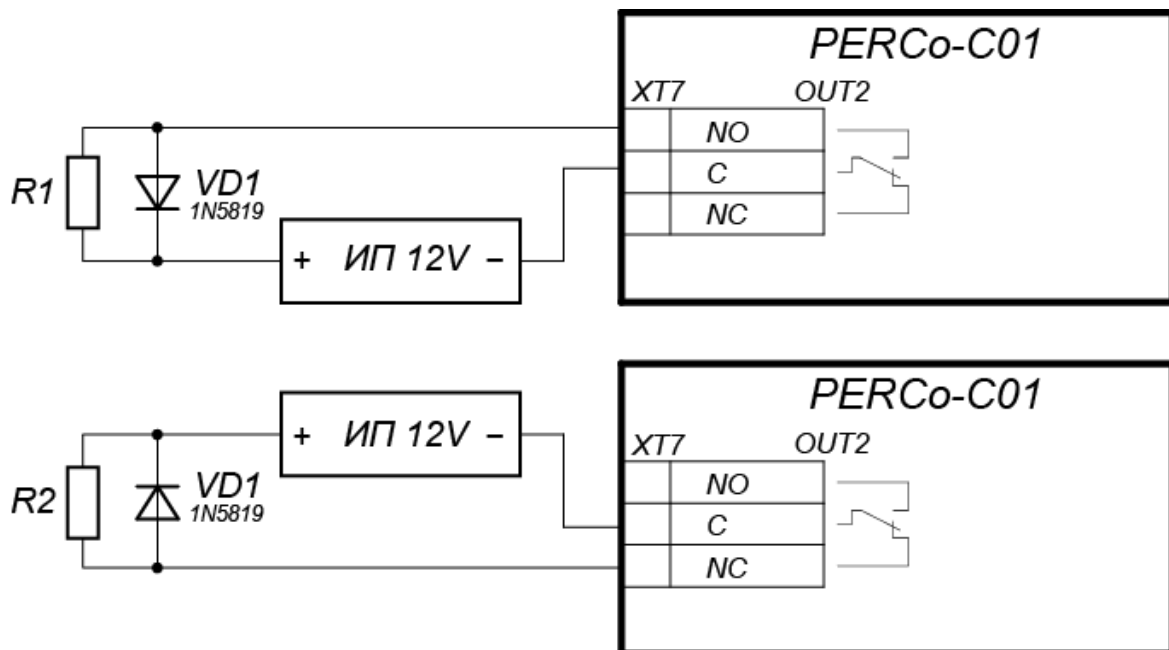 PERCo-C01
XT7 OUT2
NO
C
NC
R1
VD1
1N5819
+ ИП 12V −
PERCo-C01
XT7 OUT2
NO
C
NC
+ ИП 12V −
R2
VD1
1N5819